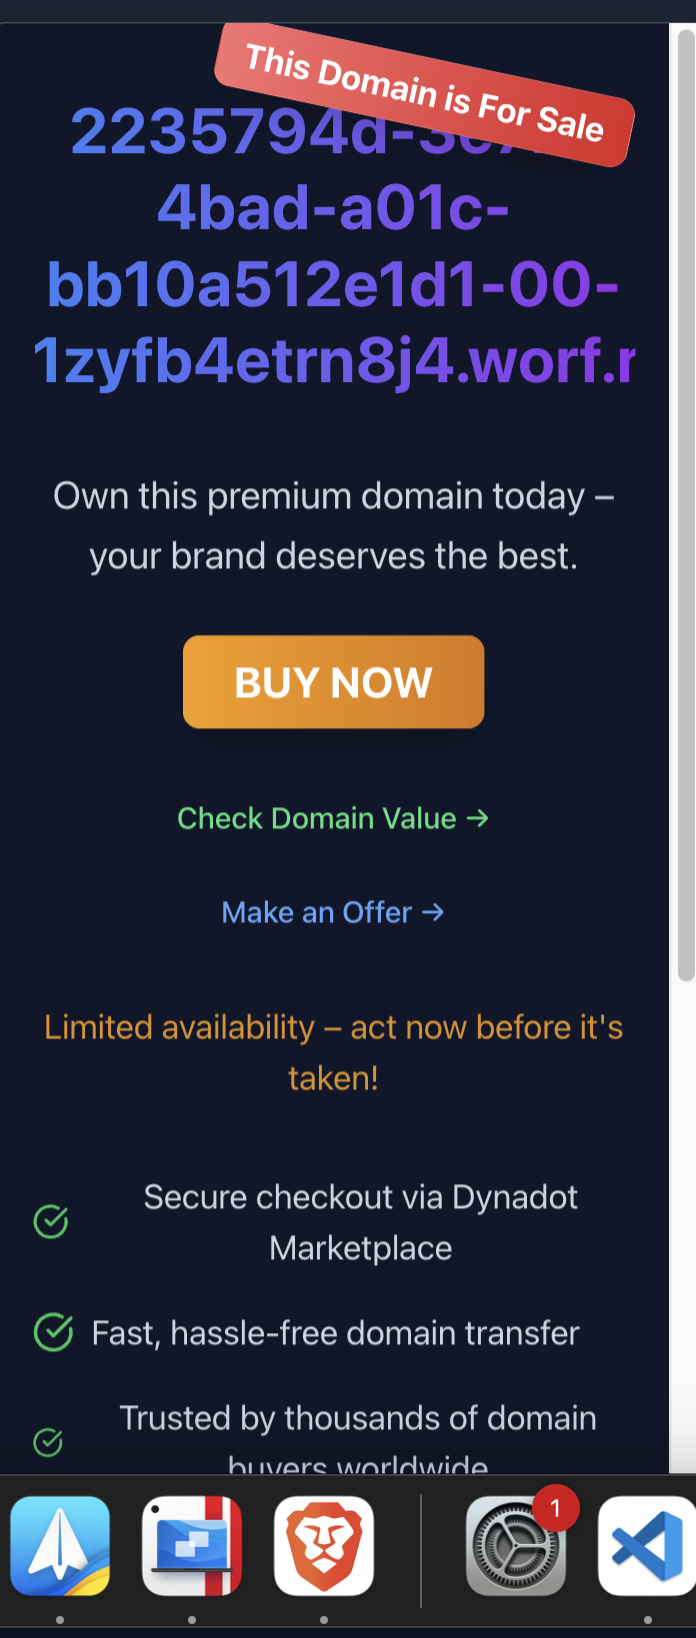 This Domain is For Sale
2235794d-
4bad-a01c-
bb10a512e1d1-00-
1zyfb4etrn8j4.worf.r
Own this premium domain today –
your brand deserves the best.
BUY NOW
Check Domain Value →
Make an Offer →
Limited availability – act now before it's
taken!
Secure checkout via Dynadot
Marketplace
Fast, hassle-free domain transfer
Trusted by thousands of domain
buyers worldwide
1